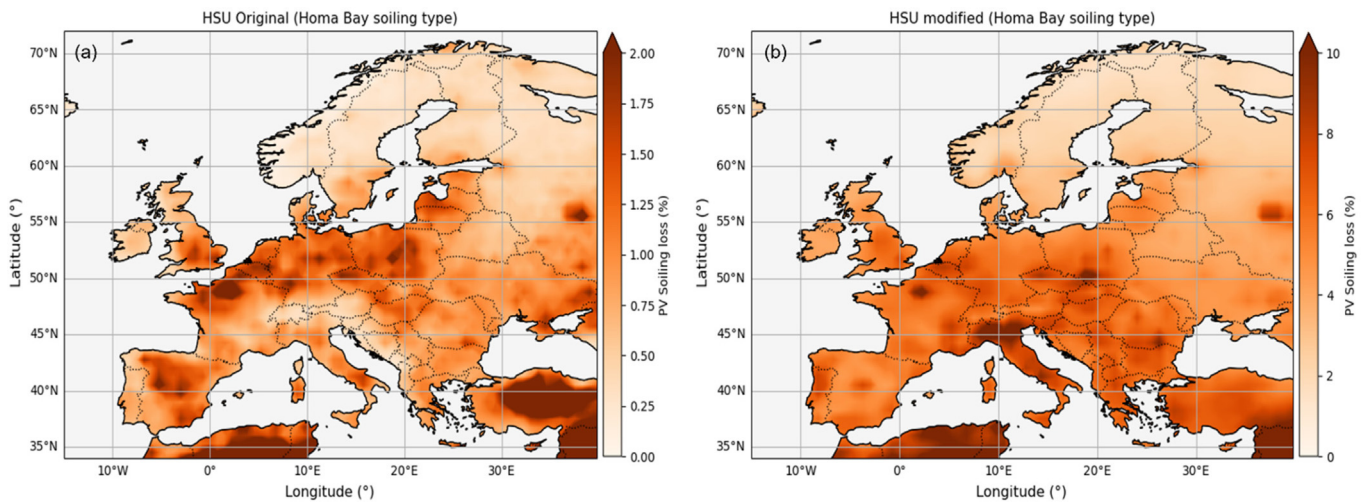 HSU Original (Homa Bay soiling type)
(a)
70°N
65°N
60°N
55°N
50°N
45°N
40°N
35°N
Latitude (°)
10°W 0° 10°E 20°E 30°E
Longitude (°)
2.00
1.75
1.50
1.25
1.00
0.75
0.50
0.25
0.00
PV Soiling loss (%)
HSU modified (Homa Bay soiling type)
(b)
70°N
65°N
60°N
55°N
50°N
45°N
40°N
35°N
Latitude (°)
10°W 0° 10°E 20°E 30°E
Longitude (°)
10
8
6
4
2
0
PV Soiling loss (%)